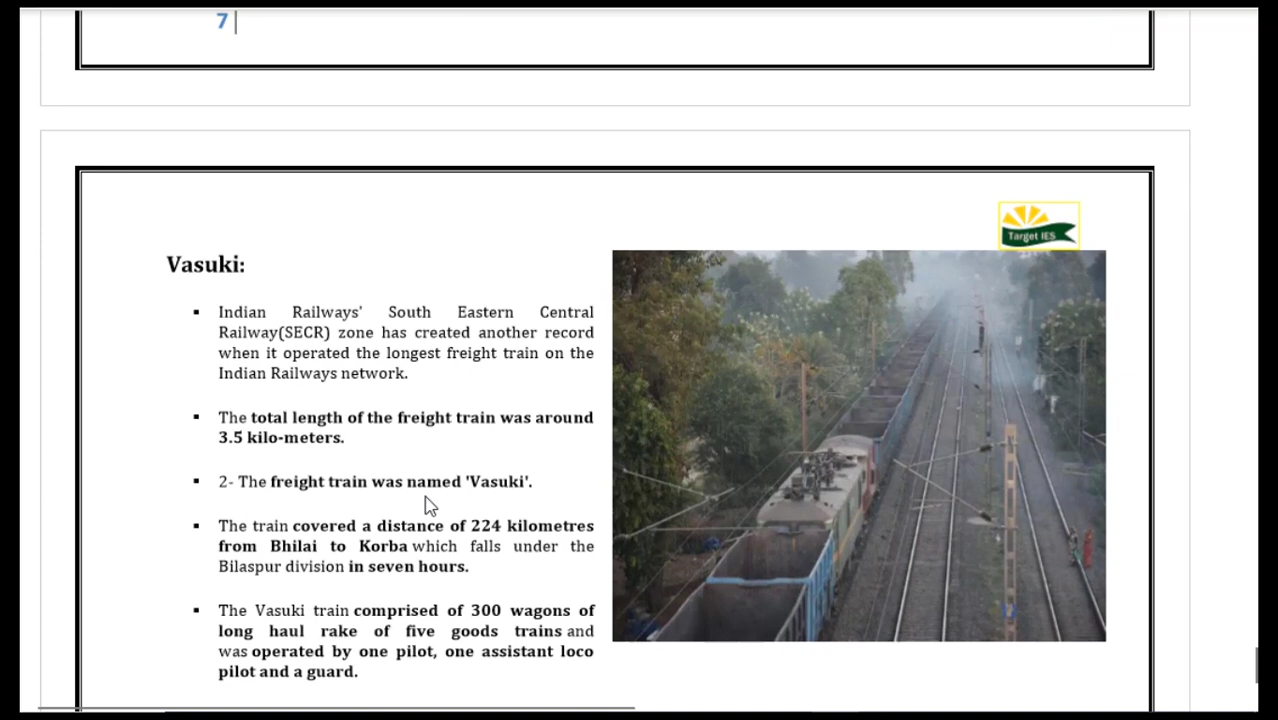 7
Target IES
Vasuki:
▪ Indian Railways' South Eastern Central
Railway(SECR) zone has created another record
when it operated the longest freight train on the
Indian Railways network.
▪ The total length of the freight train was around
3.5 kilo-meters.
▪ 2- The freight train was named 'Vasuki'.
▪ The train covered a distance of 224 kilometres
from Bhilai to Korba which falls under the
Bilaspur division in seven hours.
▪ The Vasuki train comprised of 300 wagons of
long haul rake of five goods trains and
was operated by one pilot, one assistant loco
pilot and a guard.